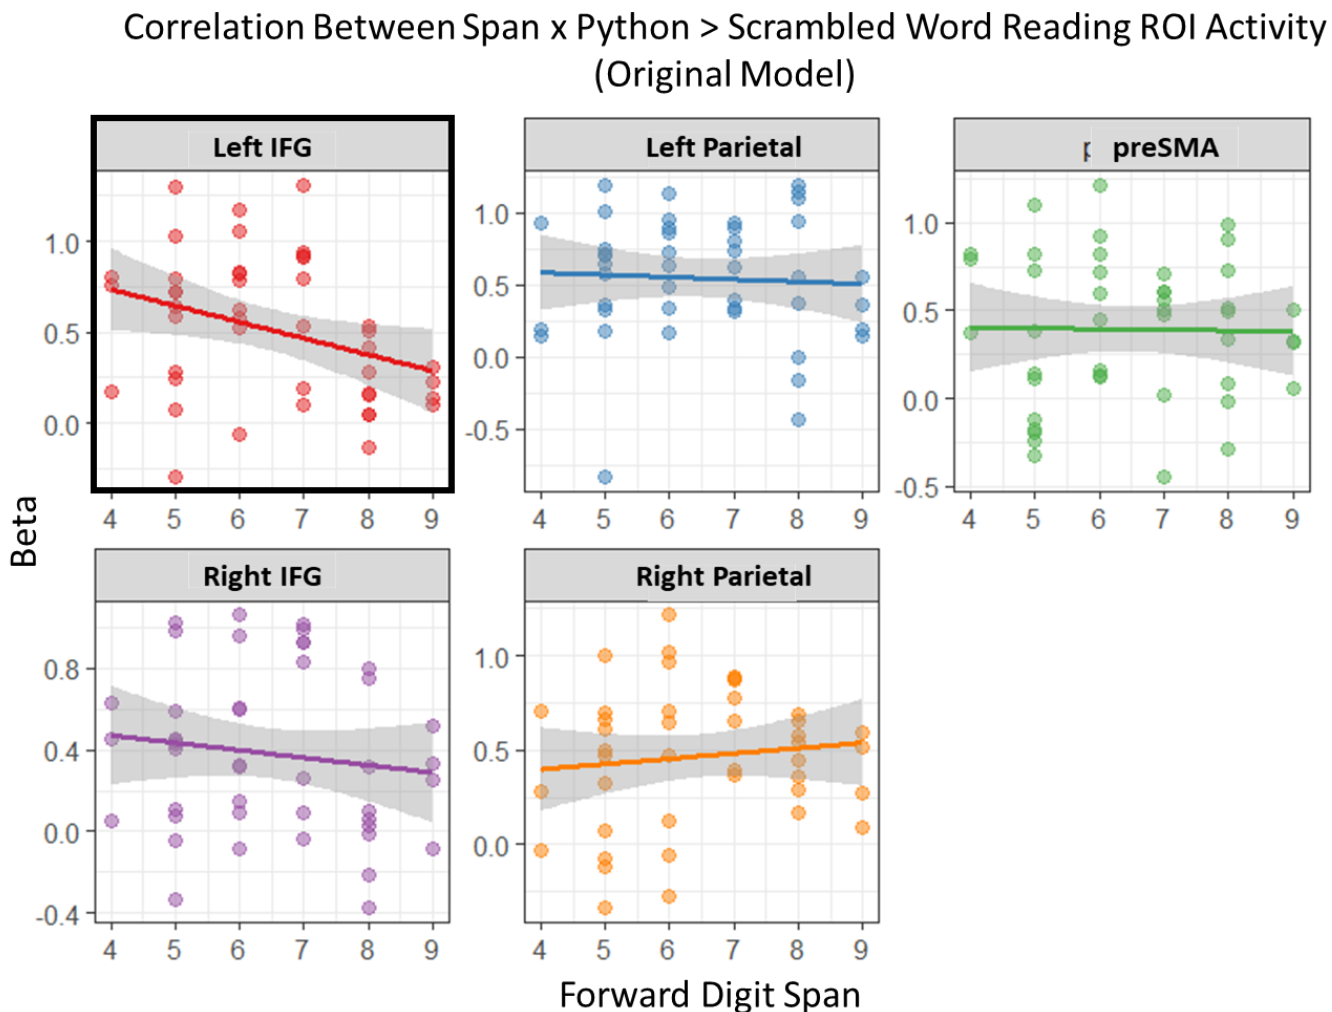 Correlation Between Span x Python > Scrambled Word Reading ROI Activity
(Original Model)
Left IFG
Left Parietal
preSMA
1.0
0.5
0.0
4 5 6 7 8 9
1.0
0.5
0.0
-0.5
4 5 6 7 8 9
1.0
0.5
0.0
-0.5
4 5 6 7 8 9
Beta
Right IFG
Right Parietal
0.8
0.4
0.0
-0.4
4 5 6 7 8 9
1.0
0.5
0.0
4 5 6 7 8 9
Forward Digit Span